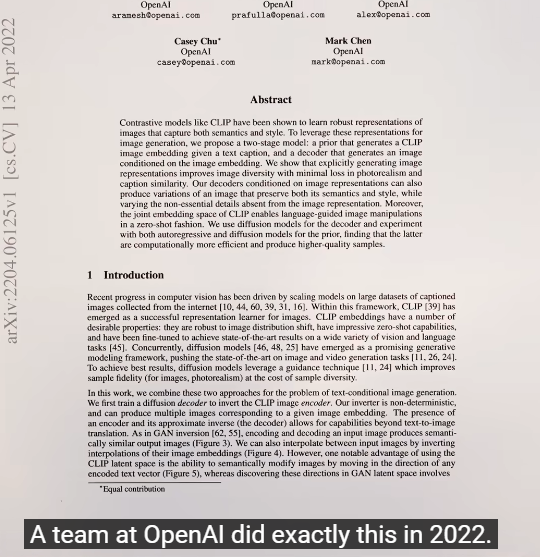 OpenAI OpenAI OpenAI
aramesh@openai.com prafulla@openai.com alex@openai.com
Casey Chu* Mark Chen
OpenAI OpenAI
casey@openai.com mark@openai.com
arXiv:2204.06125v1 [cs.CV] 13 Apr 2022
Abstract
Contrastive models like CLIP have been shown to learn robust representations of
images that capture both semantics and style. To leverage these representations for
image generation, we propose a two-stage model: a prior that generates a CLIP
image embedding given a text caption, and a decoder that generates an image
conditioned on the image embedding. We show that explicitly generating image
representations improves image diversity with minimal loss in photorealism and
caption similarity. Our decoders conditioned on image representations can also
produce variations of an image that preserve both its semantics and style, while
varying the non-essential details absent from the image representation. Moreover,
the joint embedding space of CLIP enables language-guided image manipulations
in a zero-shot fashion. We use diffusion models for the decoder and experiment
with both autoregressive and diffusion models for the prior, finding that the latter
are computationally more efficient and produce higher-quality samples.
1 Introduction
Recent progress in computer vision has been driven by scaling models on large datasets of captioned
images collected from the internet [10, 44, 60, 39, 31, 16]. Within this framework, CLIP [39] has
emerged as a successful representation learner for images. CLIP embeddings have a number of
desirable properties: they are robust to image distribution shift, have impressive zero-shot capabilities,
and have been fine-tuned to achieve state-of-the-art results on a wide variety of vision and language
tasks [45]. Concurrently, diffusion models [46, 48, 25] have emerged as a promising generative
modeling framework, pushing the state-of-the-art on image and video generation tasks [11, 26, 24].
To achieve best results, diffusion models leverage a guidance technique [11, 24] which improves
sample fidelity (for images, photorealism) at the cost of sample diversity.
In this work, we combine these two approaches for the problem of text-conditional image generation.
We first train a diffusion decoder to invert the CLIP image encoder. Our inverter is non-deterministic,
and can produce multiple images corresponding to a given image embedding. The presence of
an encoder and its approximate inverse (the decoder) allows for capabilities beyond text-to-image
translation. As in GAN inversion [62, 55], encoding and decoding an input image produces semanti-
cally similar output images (Figure 3). We can also interpolate between input images by inverting
interpolations of their image embeddings (Figure 4). However, one notable advantage of using the
CLIP latent space is the ability to semantically modify images by moving in the direction of any
encoded text vector (Figure 5), whereas discovering these directions in GAN latent space involves
*Equal contribution
A team at OpenAI did exactly this in 2022.